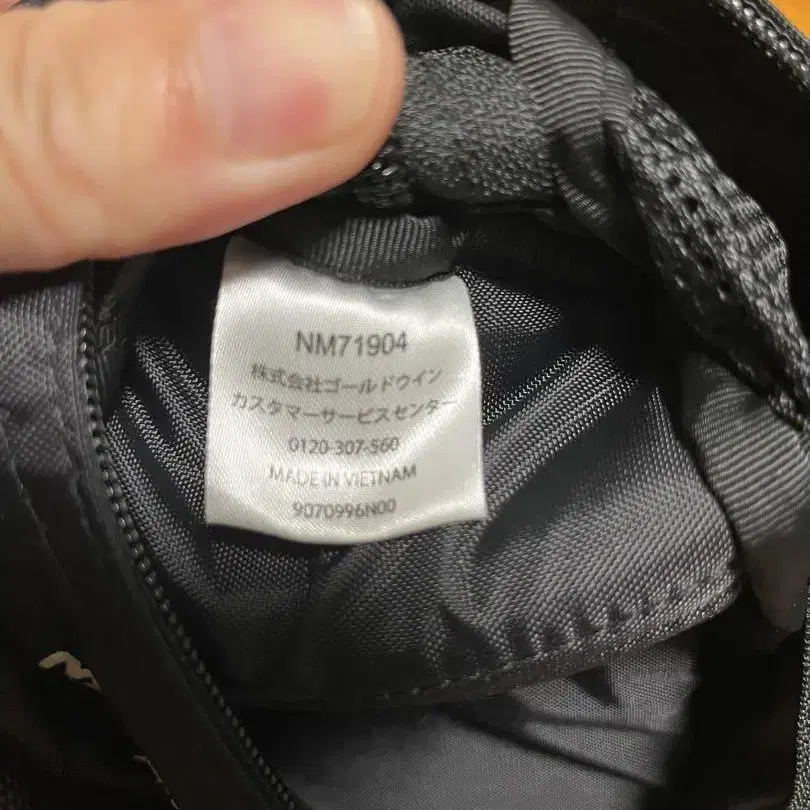 NM71904
株式会社ゴールドウイン
カスタマーサービスセンター
0120-307-560
MADE IN VIETNAM
9070996N00